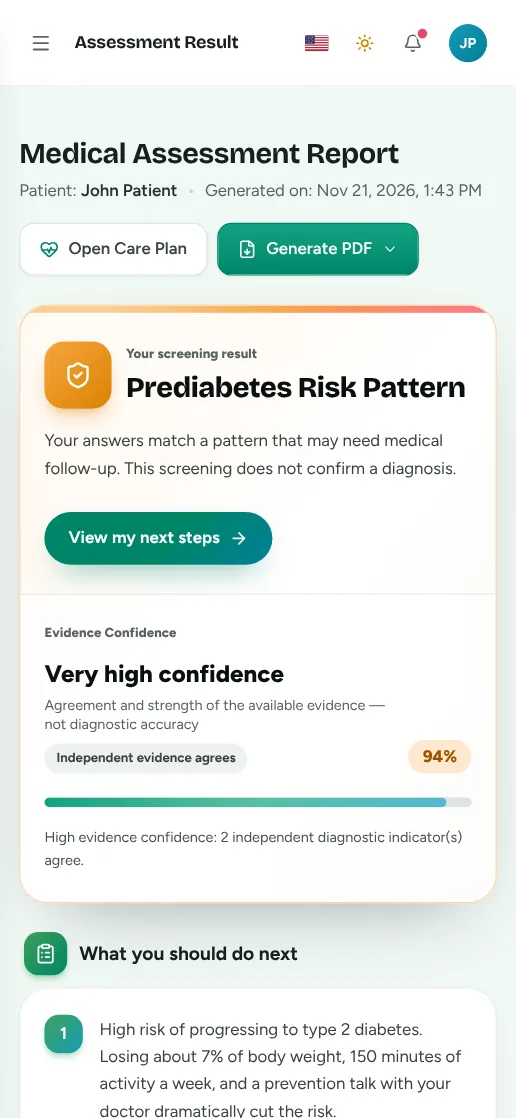 Assessment Result
JP
Medical Assessment Report
Patient: John Patient • Generated on: Nov 21, 2026, 1:43 PM
Open Care Plan
Generate PDF
Your screening result
Prediabetes Risk Pattern
Your answers match a pattern that may need medical
follow-up. This screening does not confirm a diagnosis.
View my next steps
Evidence Confidence
Very high confidence
Agreement and strength of the available evidence —
not diagnostic accuracy
Independent evidence agrees
94%
High evidence confidence: 2 independent diagnostic indicator(s)
agree.
What you should do next
1
High risk of progressing to type 2 diabetes.
Losing about 7% of body weight, 150 minutes of
activity a week, and a prevention talk with your
doctor dramatically cut the risk.